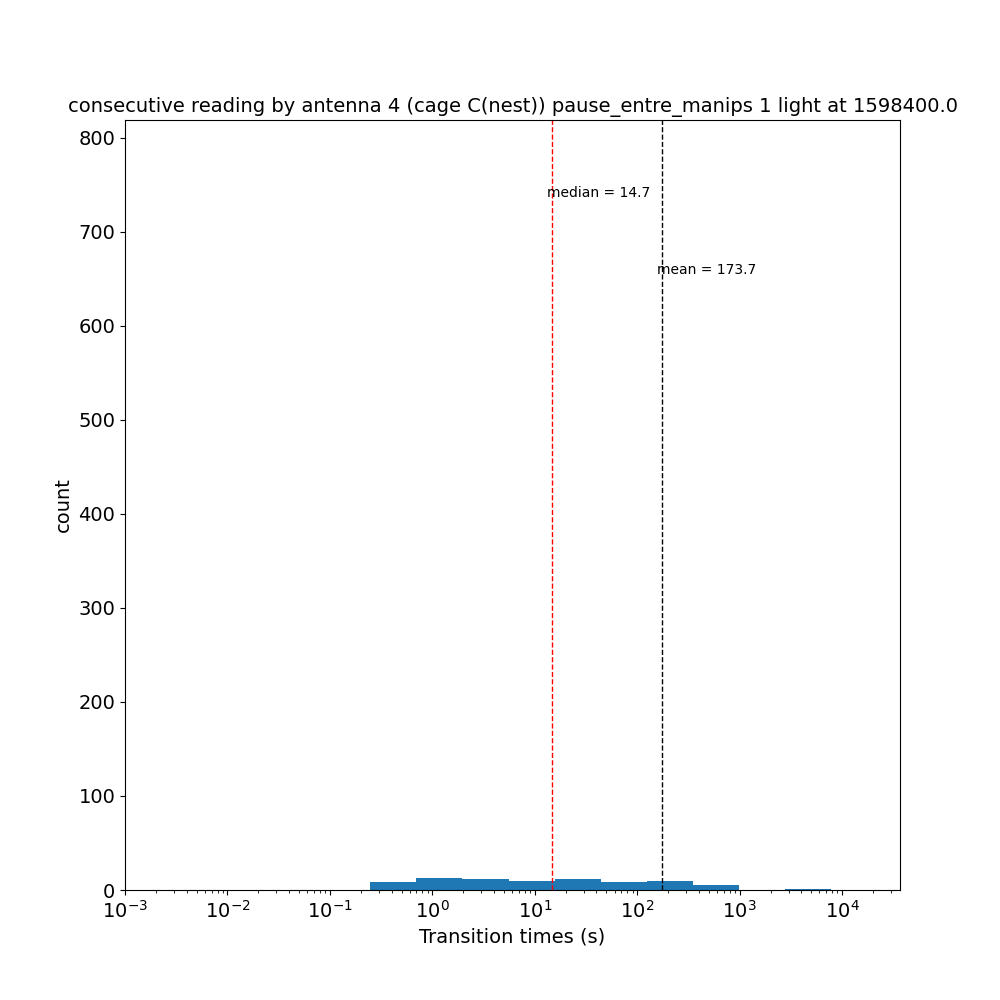 consecutive reading by antenna 4 (cage C(nest)) pause_entre_manips 1 light at 1598400.0
800
median = 14.7
700
mean = 173.7
600
500
count
400
300
200
100
0
10⁻³ 10⁻² 10⁻¹ 10⁰ 10¹ 10² 10³ 10⁴
Transition times (s)